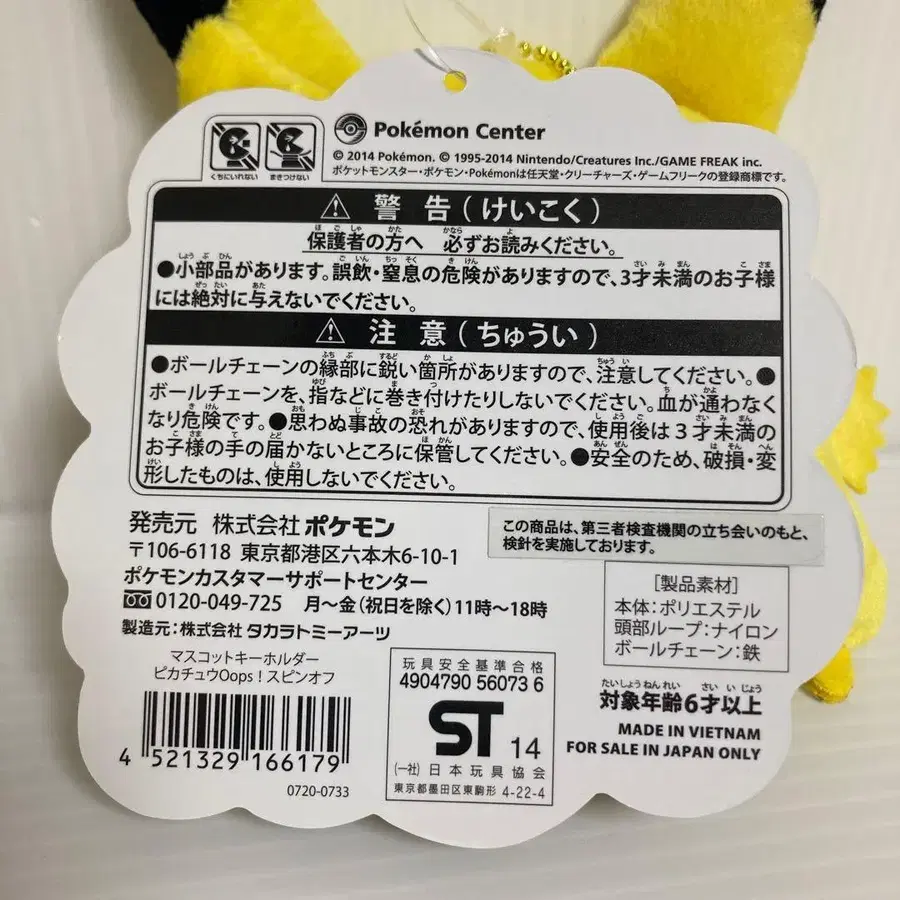 くちにいれない まきつけない
Pokémon Center
© 2014 Pokémon. © 1995-2014 Nintendo/Creatures Inc./GAME FREAK inc.
ポケットモンスター・ポケモン・Pokémonは任天堂・クリーチャーズ・ゲームフリークの登録商標です。
警告(けいこく)
保護者の方へ 必ずお読みください。
●小部品があります。誤飲・窒息の危険がありますので、3才未満のお子様
には絶対に与えないでください。
注意(ちゅうい)
●ボールチェーンの縁部に鋭い箇所がありますので、注意してください。●
ボールチェーンを、指などに巻き付けたりしないでください。血が通わなく
なり危険です。●思わぬ事故の恐れがありますので、使用後は3才未満の
お子様の手の届かないところに保管してください。●安全のため、破損・変
形したものは、使用しないでください。
発売元 株式会社 ポケモン
〒106-6118 東京都港区六本木6-10-1
ポケモンカスタマーサポートセンター
0120-049-725 月～金(祝日を除く)11時～18時
製造元:株式会社 タカラトミーアーツ
この商品は、第三者検査機関の立ち会いのもと、
検針を実施しております。
[製品素材]
本体:ポリエステル
頭部ループ:ナイロン
ボールチェーン:鉄
マスコットキーホルダー
ピカチュウOops!スピンオフ
4 521329 166179
0720-0733
玩具安全基準合格
4904790 56073 6
ST 14
(一社)日本玩具協会
東京都墨田区東駒形 4-22-4
対象年齢6才以上
MADE IN VIETNAM
FOR SALE IN JAPAN ONLY